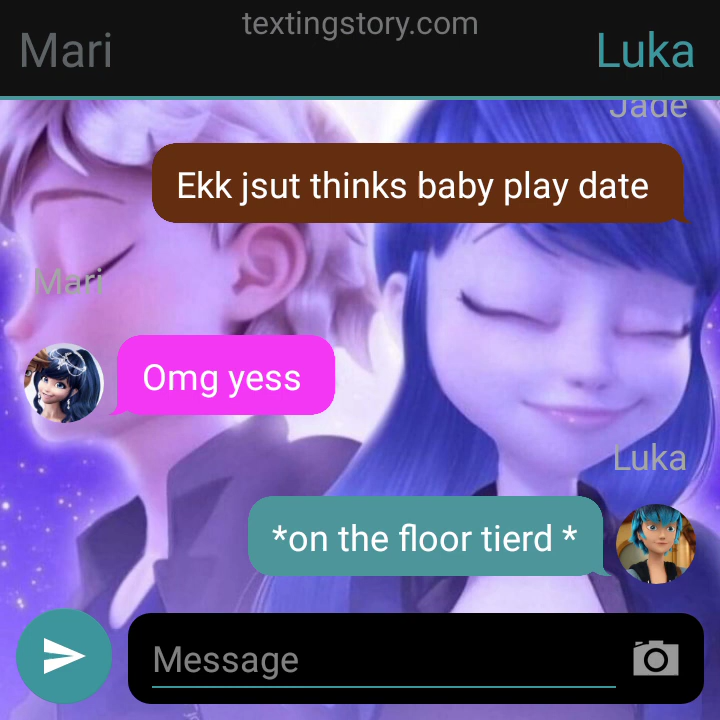 textingstory.com
Mari
Luka
Jade
Ekk jsut thinks baby play date
Mari
Omg yess
Luka
*on the floor tierd *
Message